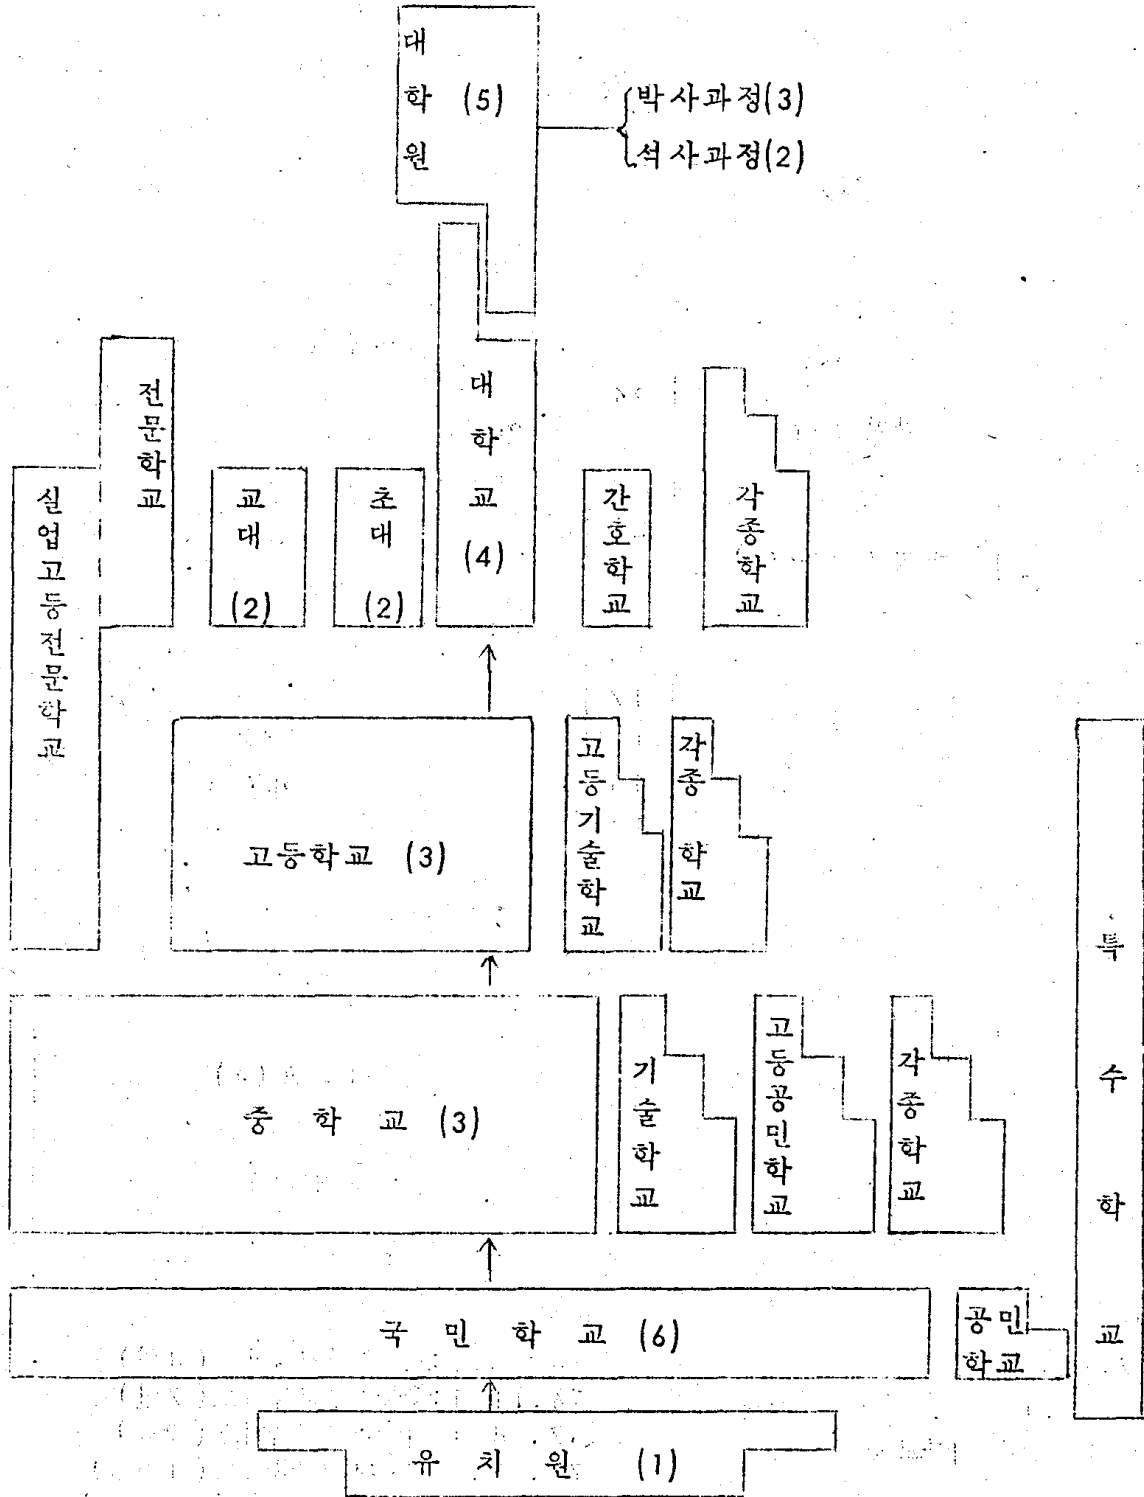 대학원 (5)
박사과정(3)
석사과정(2)
전문학교
실업고등전문학교
교대 (2)
초대 (2)
대학교 (4)
간호학교
각종학교
고등학교 (3)
고등기술학교
각종학교
중학교 (3)
기술학교
고등공민학교
각종학교
특수학교
국민학교 (6)
공민
학교
유치원 (1)